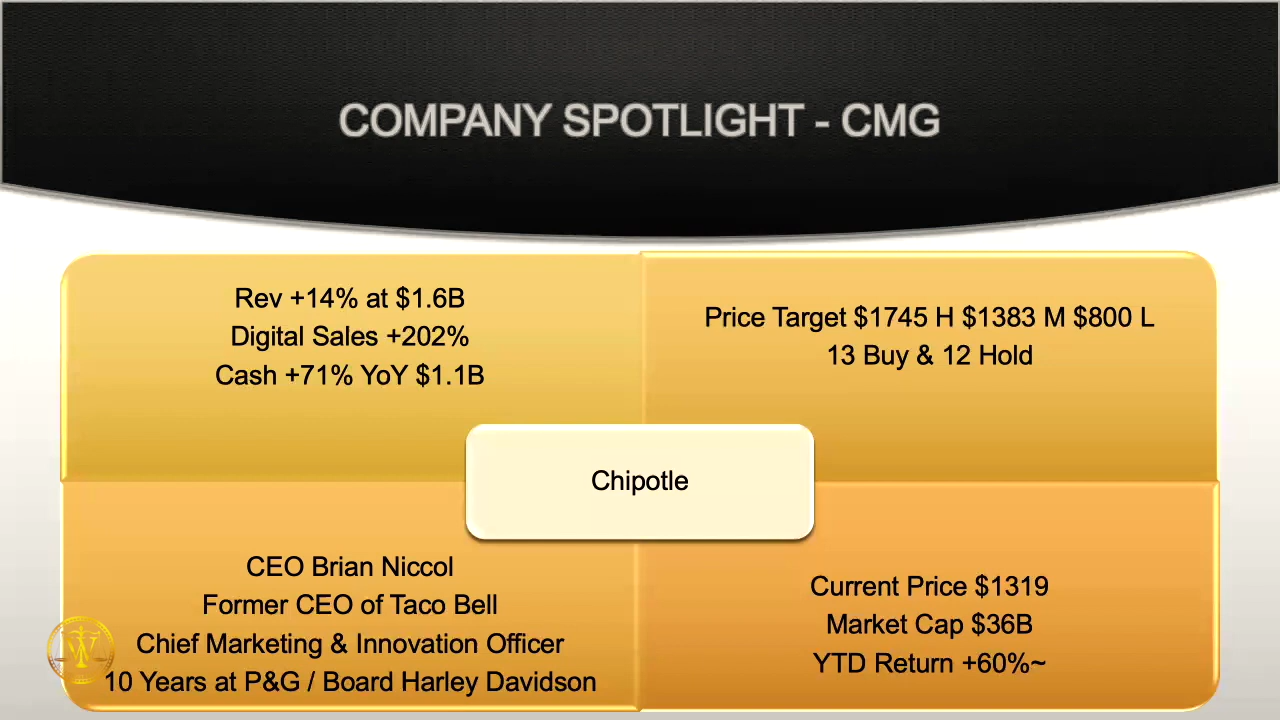 COMPANY SPOTLIGHT - CMG
Rev +14% at $1.6B
Digital Sales +202%
Cash +71% YoY $1.1B
Price Target $1745 H $1383 M $800 L
13 Buy & 12 Hold
Chipotle
CEO Brian Niccol
Former CEO of Taco Bell
Chief Marketing & Innovation Officer
10 Years at P&G / Board Harley Davidson
Current Price $1319
Market Cap $36B
YTD Return +60%~